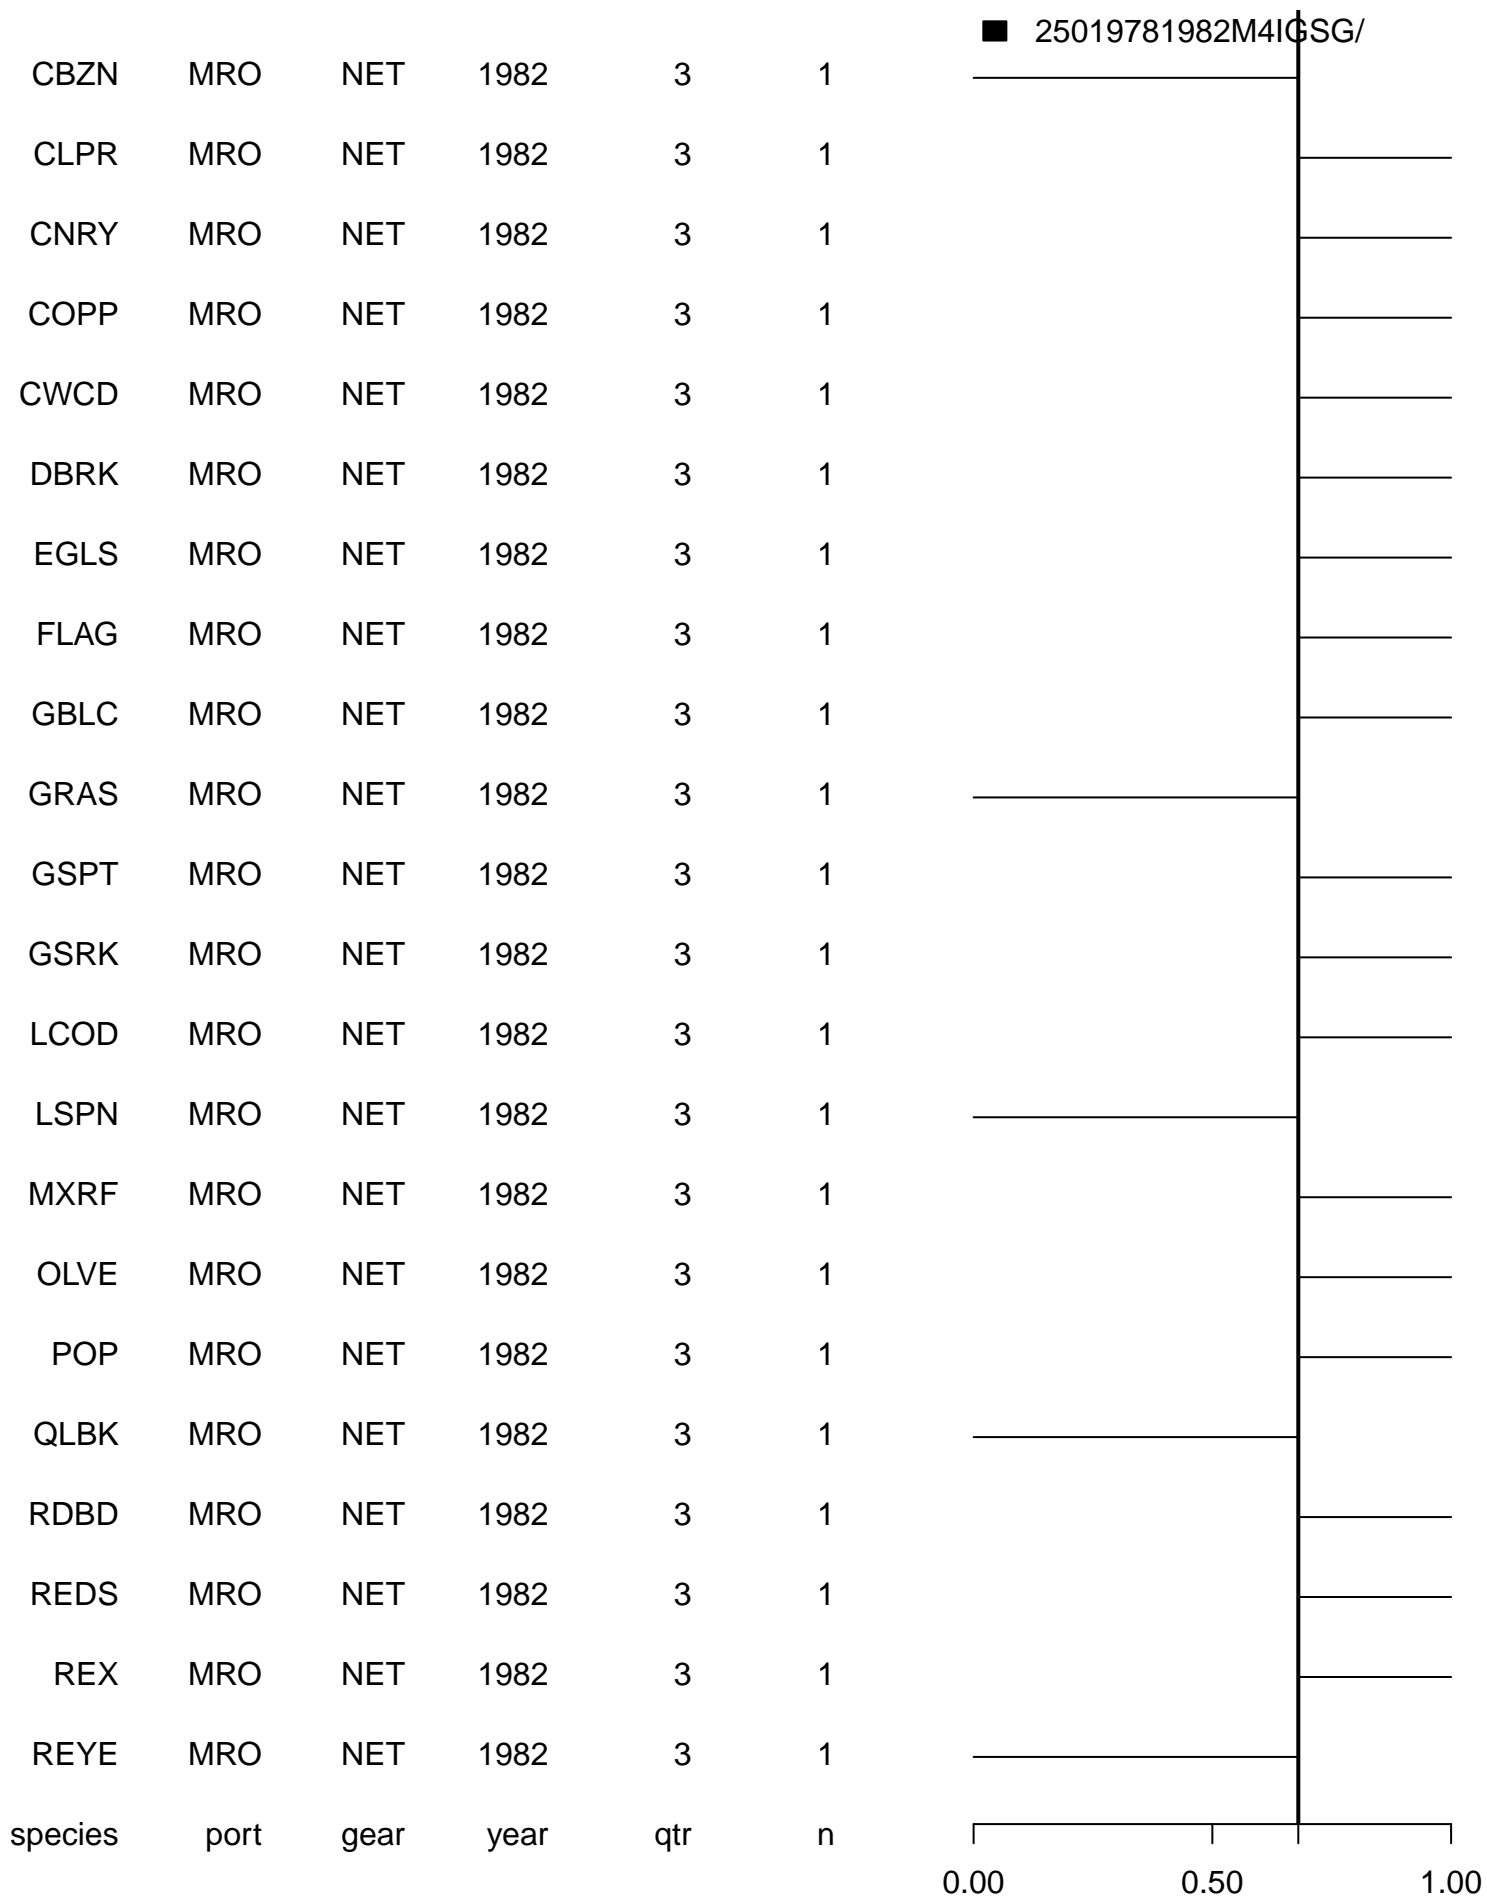 25019781982M4IGSG/
CBZN MRO NET 1982 3 1
CLPR MRO NET 1982 3 1
CNRY MRO NET 1982 3 1
COPP MRO NET 1982 3 1
CWCD MRO NET 1982 3 1
DBRK MRO NET 1982 3 1
EGLS MRO NET 1982 3 1
FLAG MRO NET 1982 3 1
GBLC MRO NET 1982 3 1
GRAS MRO NET 1982 3 1
GSPT MRO NET 1982 3 1
GSRK MRO NET 1982 3 1
LCOD MRO NET 1982 3 1
LSPN MRO NET 1982 3 1
MXRF MRO NET 1982 3 1
OLVE MRO NET 1982 3 1
POP MRO NET 1982 3 1
QLBK MRO NET 1982 3 1
RDBD MRO NET 1982 3 1
REDS MRO NET 1982 3 1
REX MRO NET 1982 3 1
REYE MRO NET 1982 3 1
species port gear year qtr n
0.00 0.50 1.00